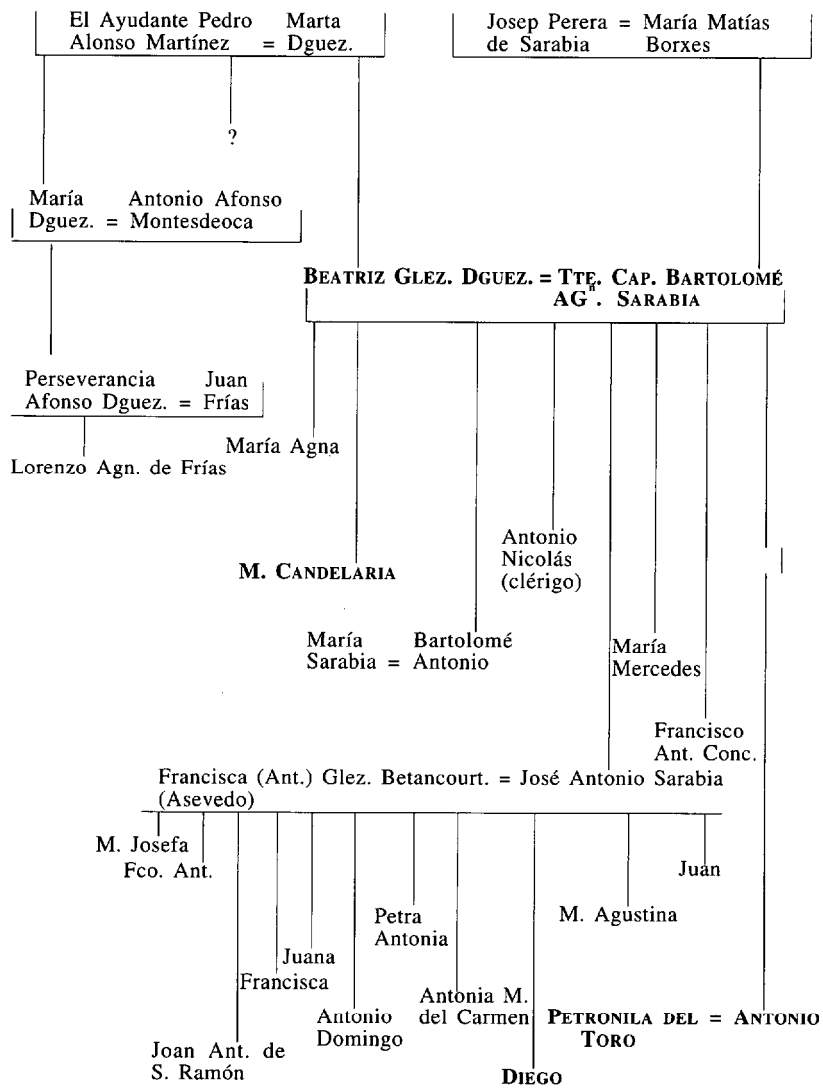 El Ayudante Pedro Marta
Alonso Martínez = Dguez.
Josep Perera = María Matías
de Sarabia Borxes
?
María Antonio Afonso
Dguez. = Montesdeoca
BEATRIZ GLEZ. DGUEZ. = TTE. CAP. BARTOLOMÉ
AGⁿ. SARABIA
Perseverancia Juan
Afonso Dguez. = Frías
María Agna
Lorenzo Agn. de Frías
Antonio
Nicolás
(clérigo)
M. CANDELARIA
María Bartolomé
Sarabia = Antonio
María
Mercedes
Francisco
Ant. Conc.
Francisca (Ant.) Glez. Betancourt. = José Antonio Sarabia
(Asevedo)
M. Josefa
Fco. Ant.
Juan
Petra
Antonia
M. Agustina
Juana
Francisca
Antonio
Domingo
Antonia M.
del Carmen
PETRONILA DEL = ANTONIO
TORO
Joan Ant. de
S. Ramón
DIEGO